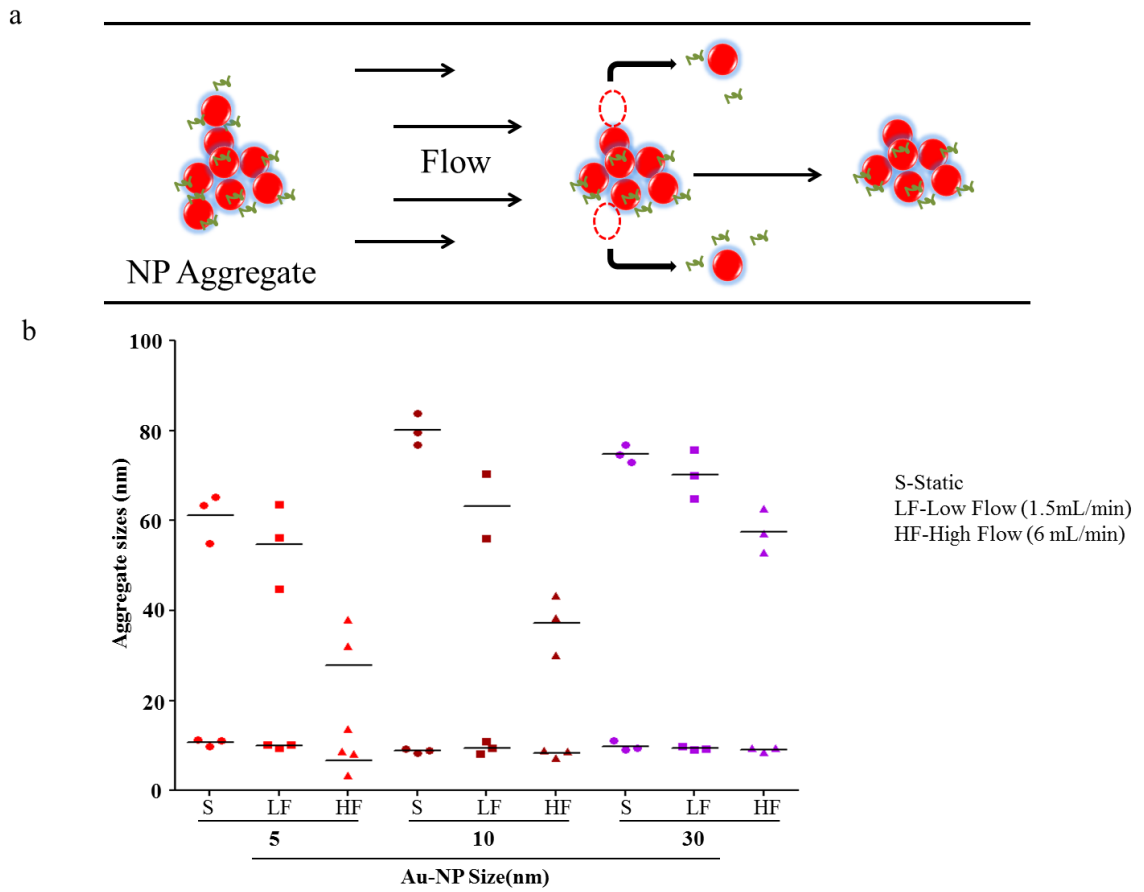 a
Flow
NP Aggregate
b
Aggregate sizes (nm)
100
80
60
40
20
0
S LF HF S LF HF S LF HF
5 10 30
Au-NP Size(nm)
S-Static
LF-Low Flow (1.5mL/min)
HF-High Flow (6 mL/min)